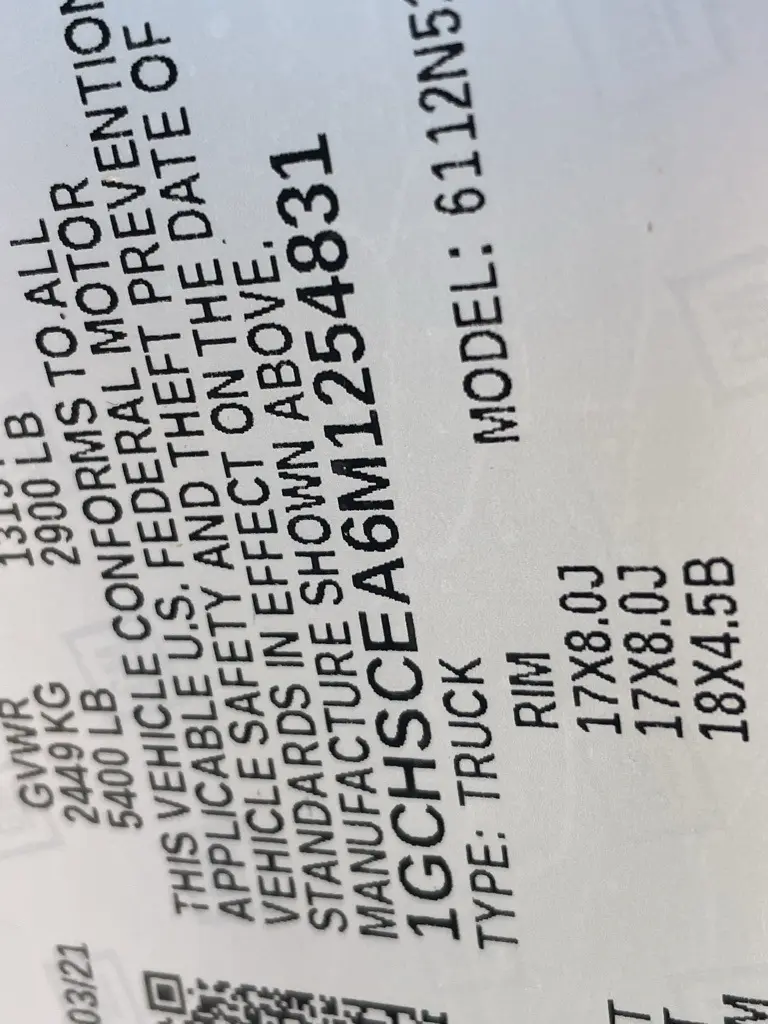 03/21
GVWR
2449 KG
5400 LB 2900 LB
THIS VEHICLE CONFORMS TO ALL
APPLICABLE U.S. FEDERAL MOTOR
VEHICLE SAFETY AND THEFT PREVENTION
STANDARDS IN EFFECT ON THE DATE OF
MANUFACTURE SHOWN ABOVE.
1GCHSCEA6M1254831
TYPE: TRUCK MODEL: 6112N5
RIM
17X8.0J
17X8.0J
18X4.5B